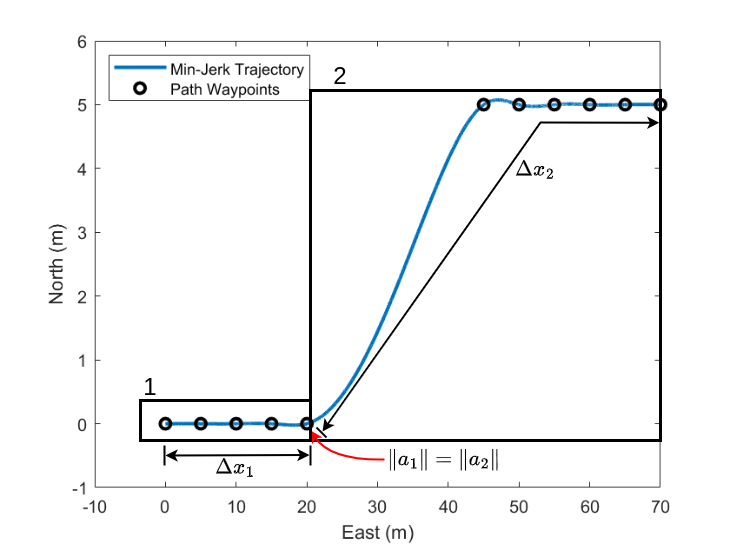 6
5
4
3
2
1
0
-1
North (m)
Min-Jerk Trajectory
Path Waypoints
2
Δx₂
1
Δx₁
‖a₁‖ = ‖a₂‖
-10 0 10 20 30 40 50 60 70
East (m)